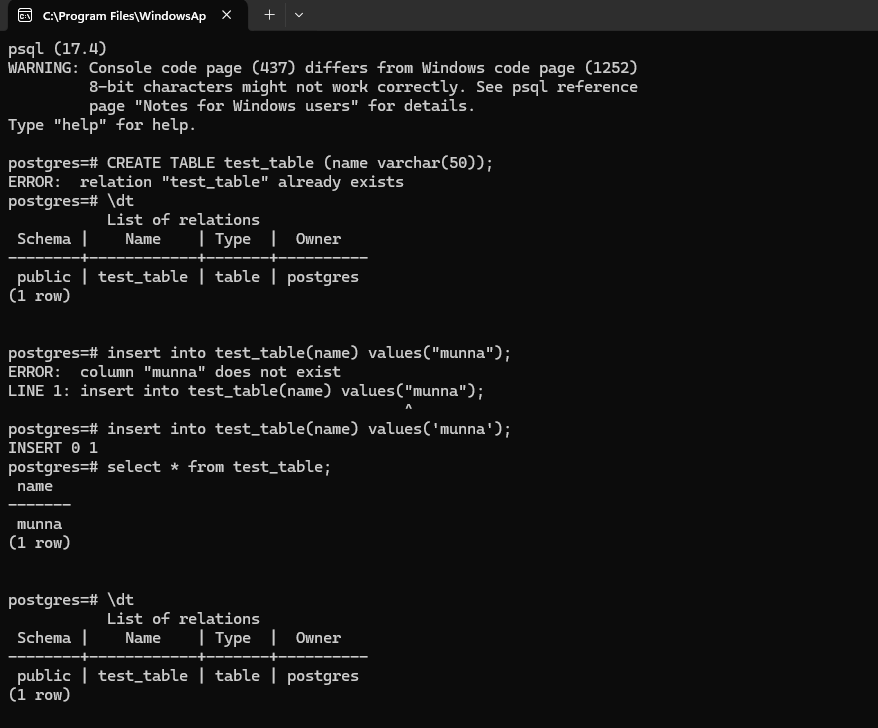 C:\Program Files\WindowsAp
psql (17.4)
WARNING: Console code page (437) differs from Windows code page (1252)
         8-bit characters might not work correctly. See psql reference
         page "Notes for Windows users" for details.
Type "help" for help.

postgres=# CREATE TABLE test_table (name varchar(50));
ERROR:  relation "test_table" already exists
postgres=# \dt
           List of relations
 Schema |    Name    | Type  |  Owner
--------+------------+-------+----------
 public | test_table | table | postgres
(1 row)


postgres=# insert into test_table(name) values("munna");
ERROR:  column "munna" does not exist
LINE 1: insert into test_table(name) values("munna");
                                            ^
postgres=# insert into test_table(name) values('munna');
INSERT 0 1
postgres=# select * from test_table;
 name
-------
 munna
(1 row)


postgres=# \dt
           List of relations
 Schema |    Name    | Type  |  Owner
--------+------------+-------+----------
 public | test_table | table | postgres
(1 row)